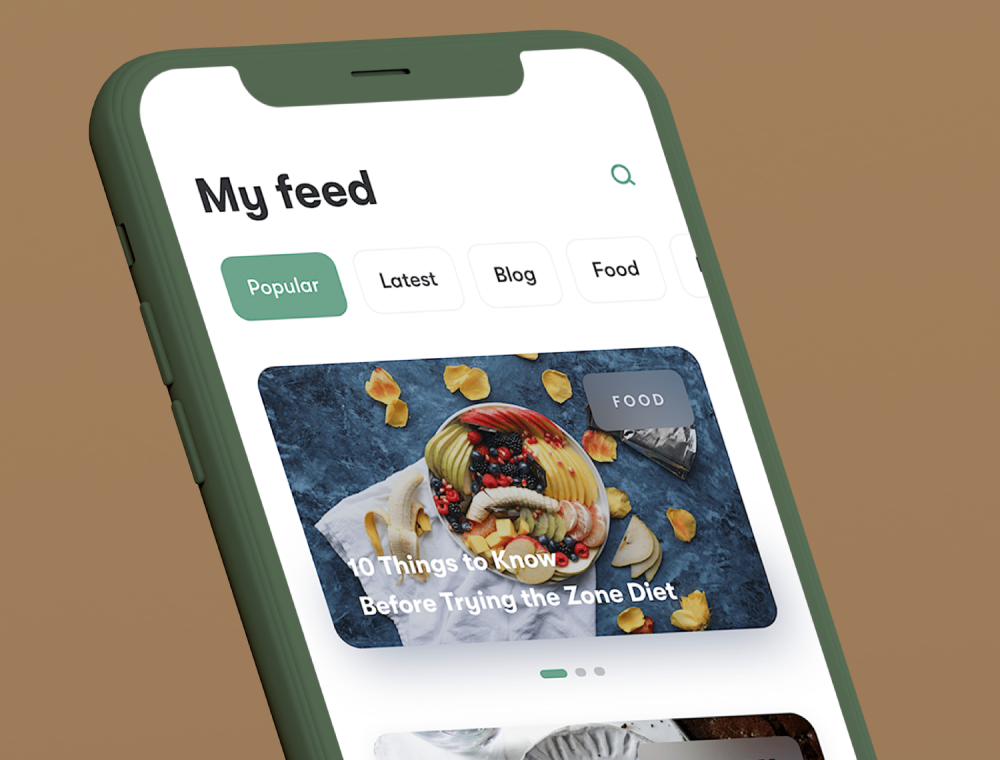 My feed
Popular
Latest
Blog
Food
FOOD
10 Things to Know
Before Trying the Zone Diet